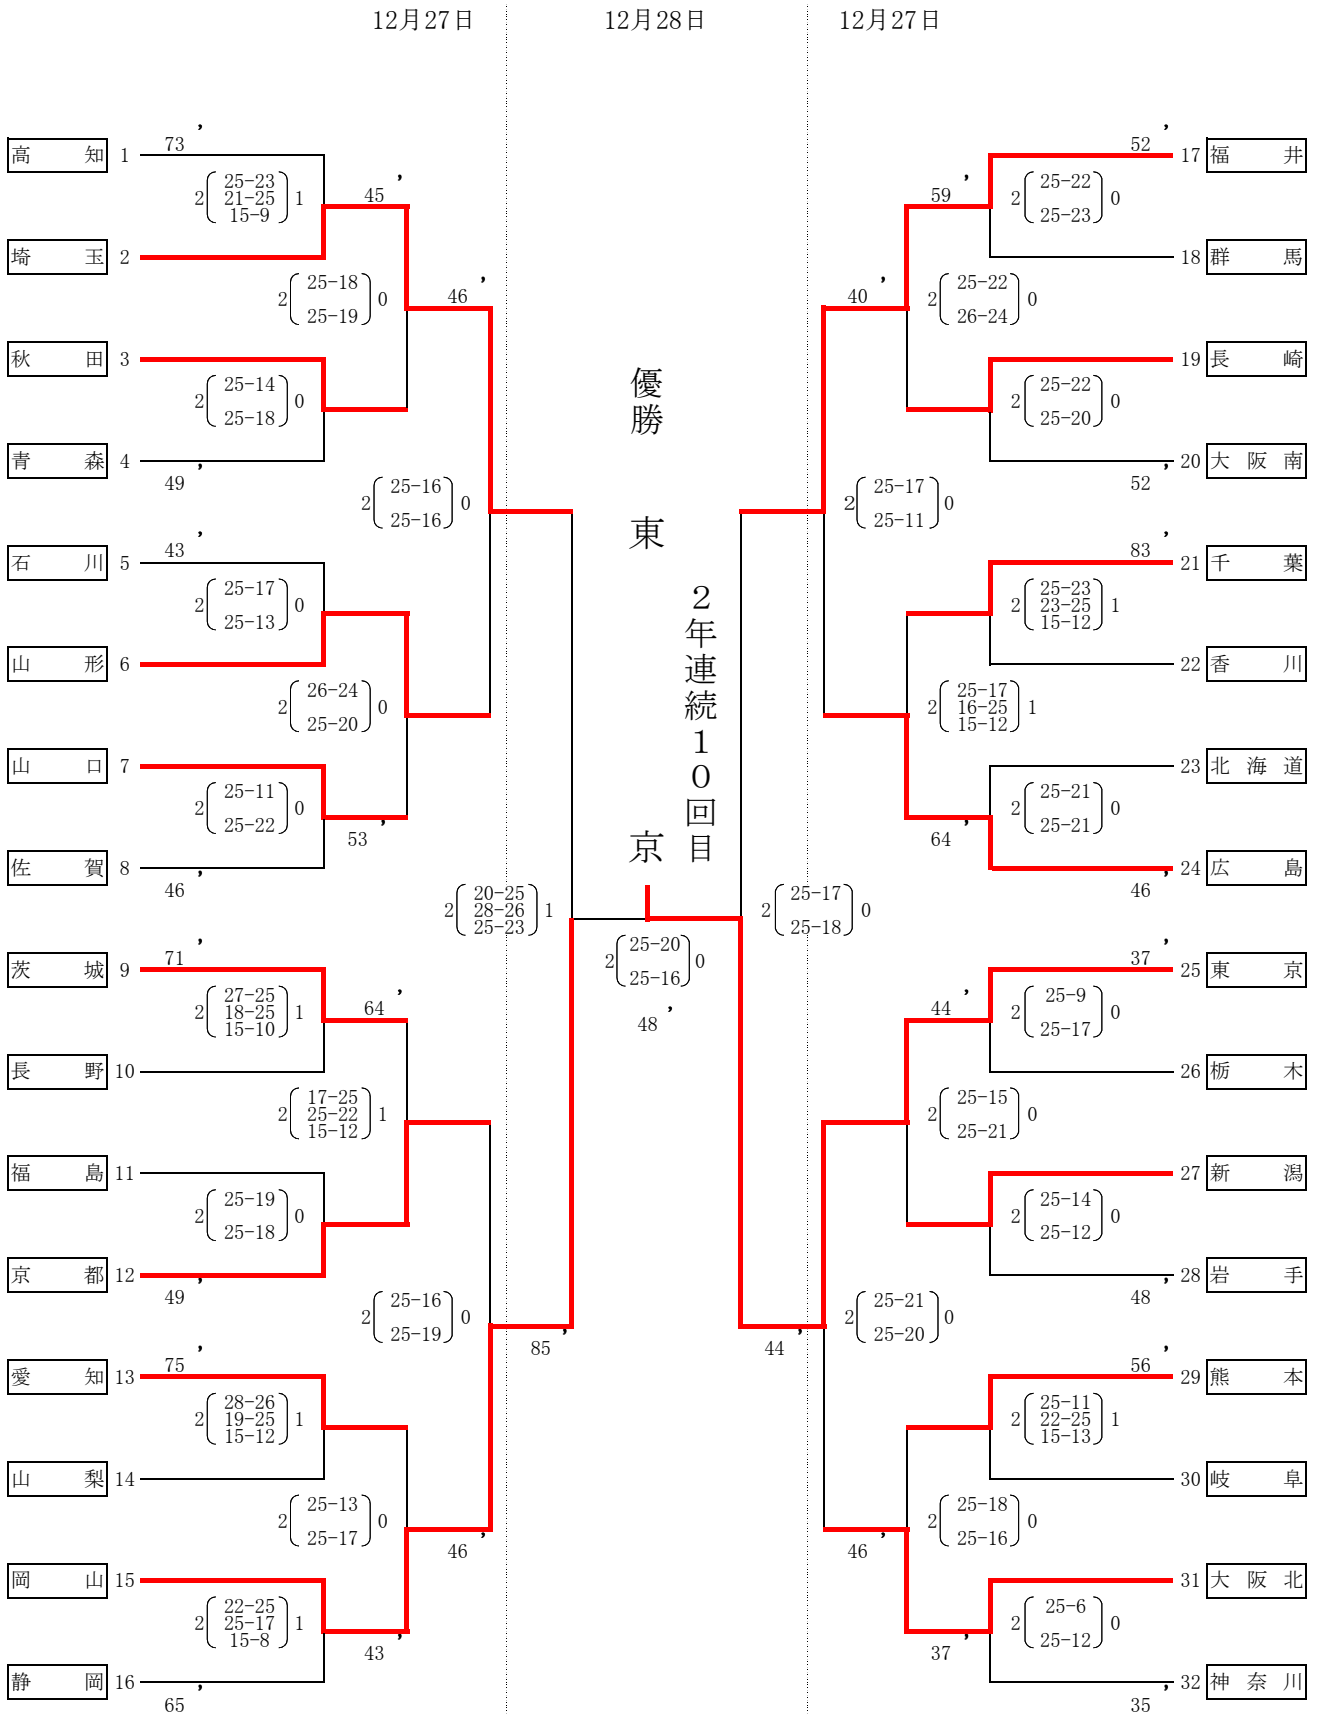 12月27日 12月28日 12月27日
高知 1 73 ’
52 ’ 17 福井
2 25-23 21-25 15-9 1
45 ’
59 ’
2 25-22 25-23 0
埼玉 2
18 群馬
2 25-18 25-19 0
46 ’
40 ’
2 25-22 26-24 0
秋田 3
19 長崎
2 25-14 25-18 0
2 25-22 25-20 0
青森 4 49 ’
52 ’ 20 大阪南
2 25-16 25-16 0
2 25-17 25-11 0
石川 5 43 ’
83 ’ 21 千葉
2 25-17 25-13 0
2 25-23 23-25 15-12 1
山形 6
22 香川
2 26-24 25-20 0
2 25-17 16-25 15-12 1
山口 7
23 北海道
2 25-11 25-22 0
53 ’
64 ’
2 25-21 25-21 0
佐賀 8 46 ’
46 ’ 24 広島
優勝
東京
２年連続１０回目
2 20-25 28-26 25-23 1
2 25-17 25-18 0
2 25-20 25-16 0
48 ’
茨城 9 71 ’
37 ’ 25 東京
2 27-25 18-25 15-10 1
64 ’
44 ’
2 25-9 25-17 0
長野 10
26 栃木
2 17-25 25-22 15-12 1
2 25-15 25-21 0
福島 11
27 新潟
2 25-19 25-18 0
2 25-14 25-12 0
京都 12 49 ’
48 ’ 28 岩手
2 25-16 25-19 0
85 ’
44 ’
2 25-21 25-20 0
愛知 13 75 ’
56 ’ 29 熊本
2 28-26 19-25 15-12 1
2 25-11 22-25 15-13 1
山梨 14
30 岐阜
2 25-13 25-17 0
46 ’
46 ’
2 25-18 25-16 0
岡山 15
31 大阪北
2 22-25 25-17 15-8 1
43 ’
37 ’
2 25-6 25-12 0
静岡 16 65 ’
35 ’ 32 神奈川